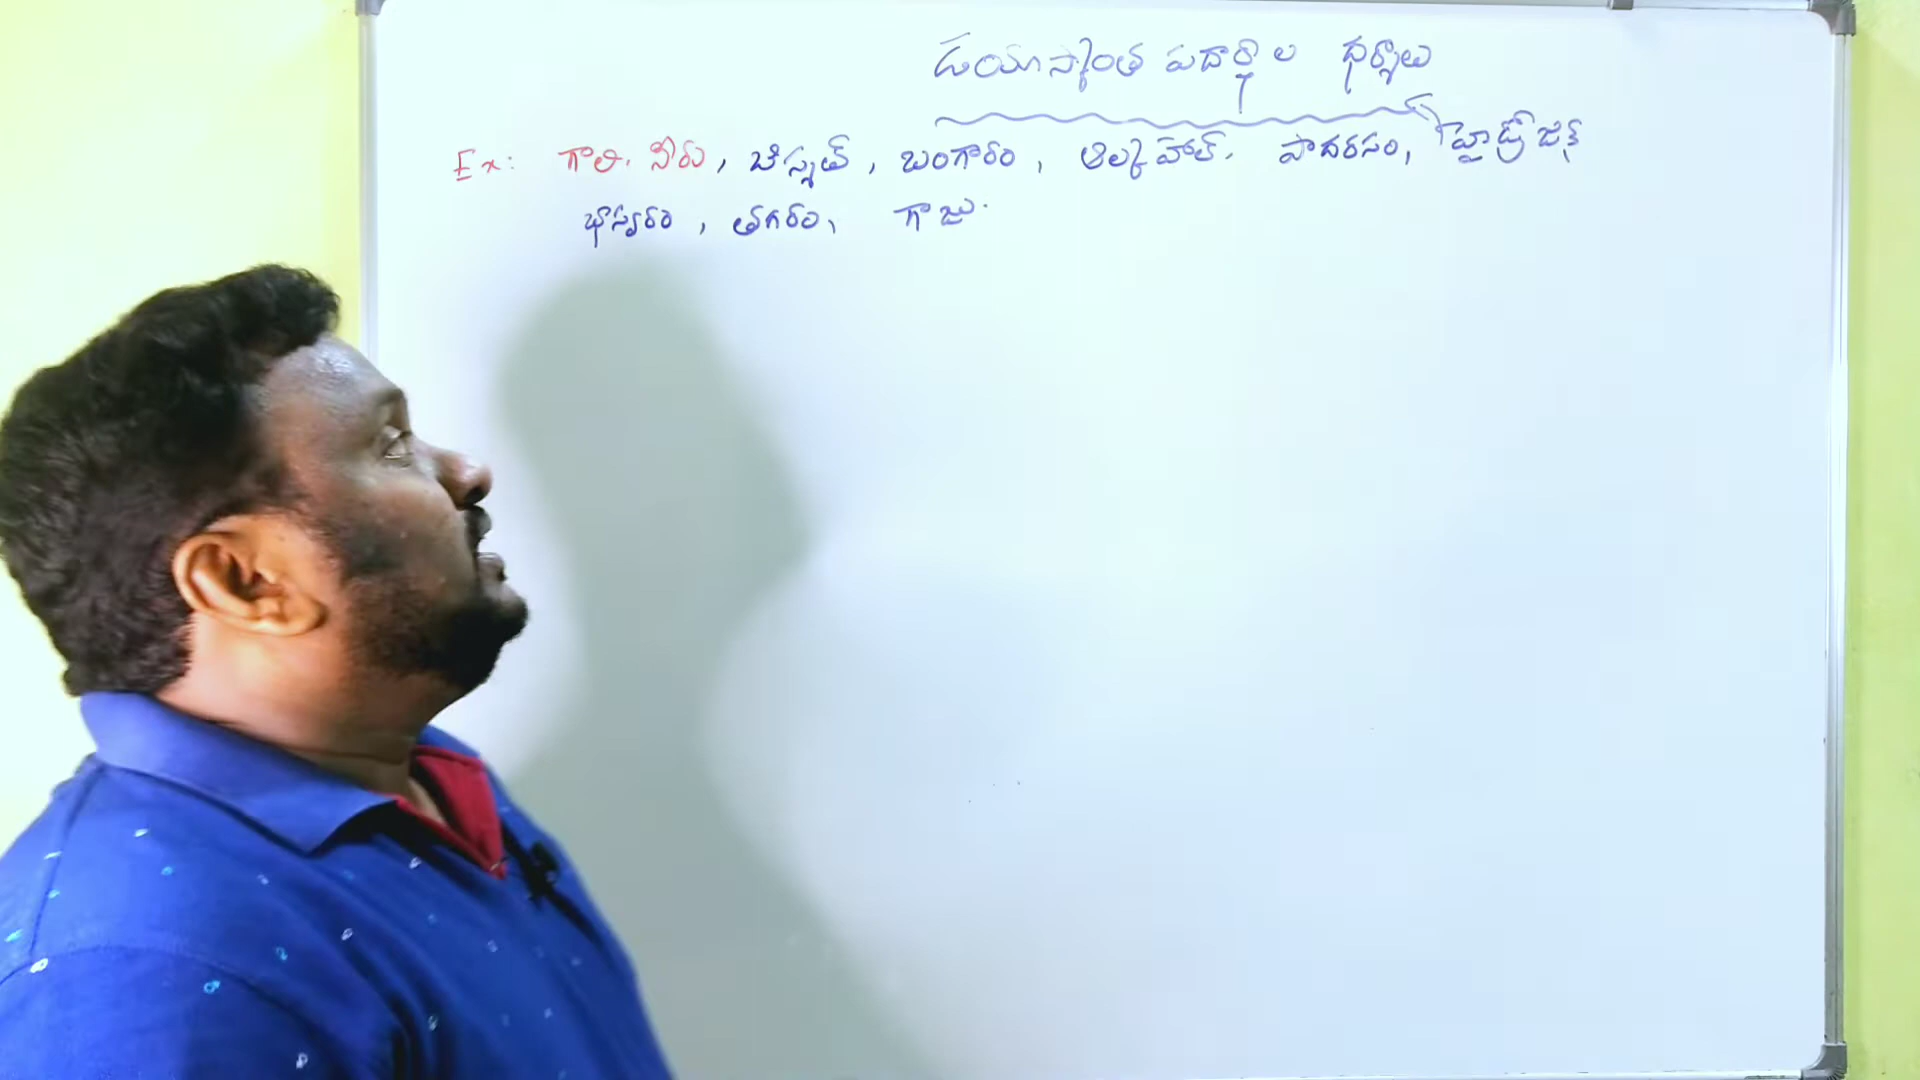 డయాస్కాంత పదార్థాల ధర్మాలు
Ex: గాలి, నీరు, బిస్మత్, బంగారం, ఆల్కహాల్, పాదరసం, హైడ్రోజన్
భాస్వరం, తగరం, గాజు.